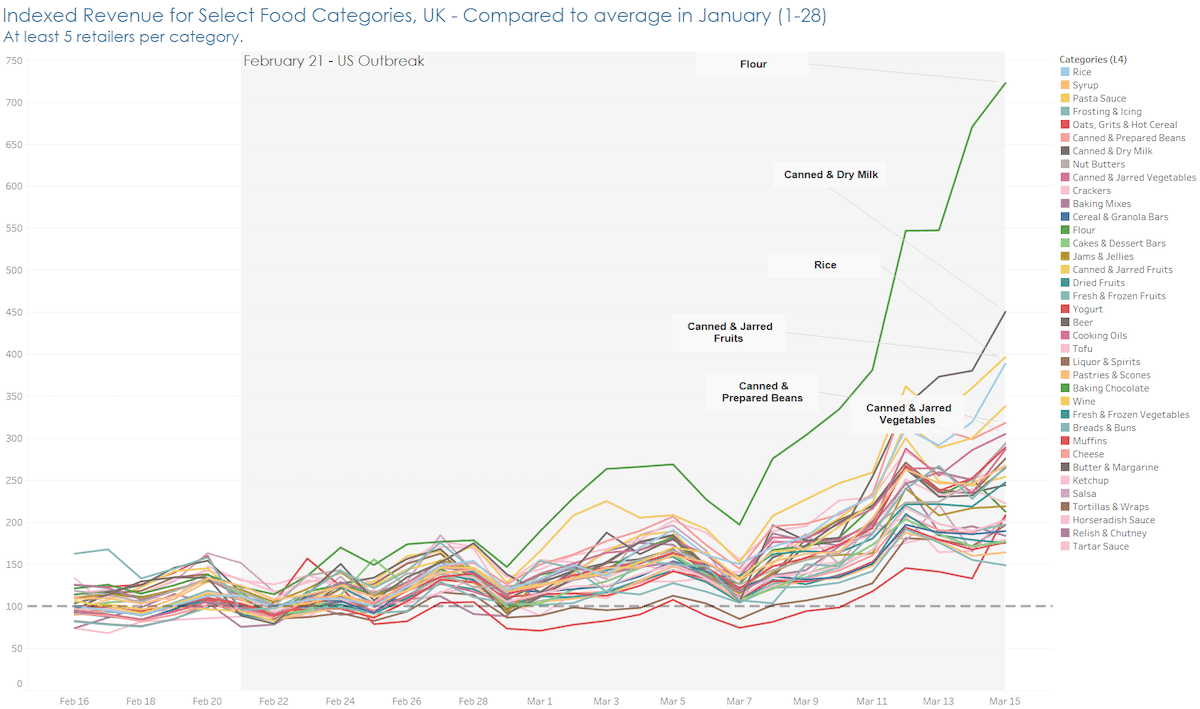 Indexed Revenue for Select Food Categories, UK - Compared to average in January (1-28)
At least 5 retailers per category.
February 21 - US Outbreak
750
700
650
600
550
500
450
400
350
300
250
200
150
100
50
0
Flour
Canned & Dry Milk
Rice
Canned & Jarred
Fruits
Canned &
Prepared Beans
Canned & Jarred
Vegetables
Feb 16
Feb 18
Feb 20
Feb 22
Feb 24
Feb 26
Feb 28
Mar 1
Mar 3
Mar 5
Mar 7
Mar 9
Mar 11
Mar 13
Mar 15
Categories (L4)
Rice
Syrup
Pasta Sauce
Frosting & Icing
Oats, Grits & Hot Cereal
Canned & Prepared Beans
Canned & Dry Milk
Nut Butters
Canned & Jarred Vegetables
Crackers
Baking Mixes
Cereal & Granola Bars
Flour
Cakes & Dessert Bars
Jams & Jellies
Canned & Jarred Fruits
Dried Fruits
Fresh & Frozen Fruits
Yogurt
Beer
Cooking Oils
Tofu
Liquor & Spirits
Pastries & Scones
Baking Chocolate
Wine
Fresh & Frozen Vegetables
Breads & Buns
Muffins
Cheese
Butter & Margarine
Ketchup
Salsa
Tortillas & Wraps
Horseradish Sauce
Relish & Chutney
Tartar Sauce